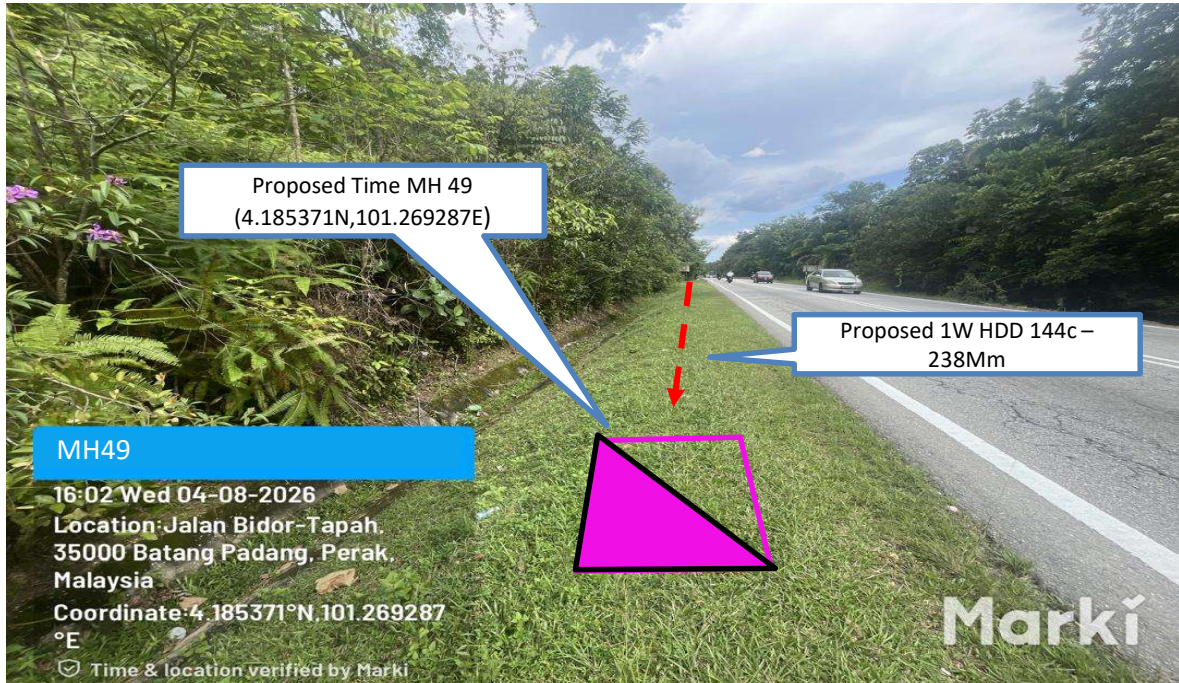 Proposed Time MH 49
(4.185371N,101.269287E)
Proposed 1W HDD 144c –
238Mm
MH49
16:02 Wed 04-08-2026
Location:Jalan Bidor-Tapah,
35000 Batang Padang, Perak,
Malaysia
Coordinate:4.185371°N,101.269287
°E
Time & location verified by Marki
Marki